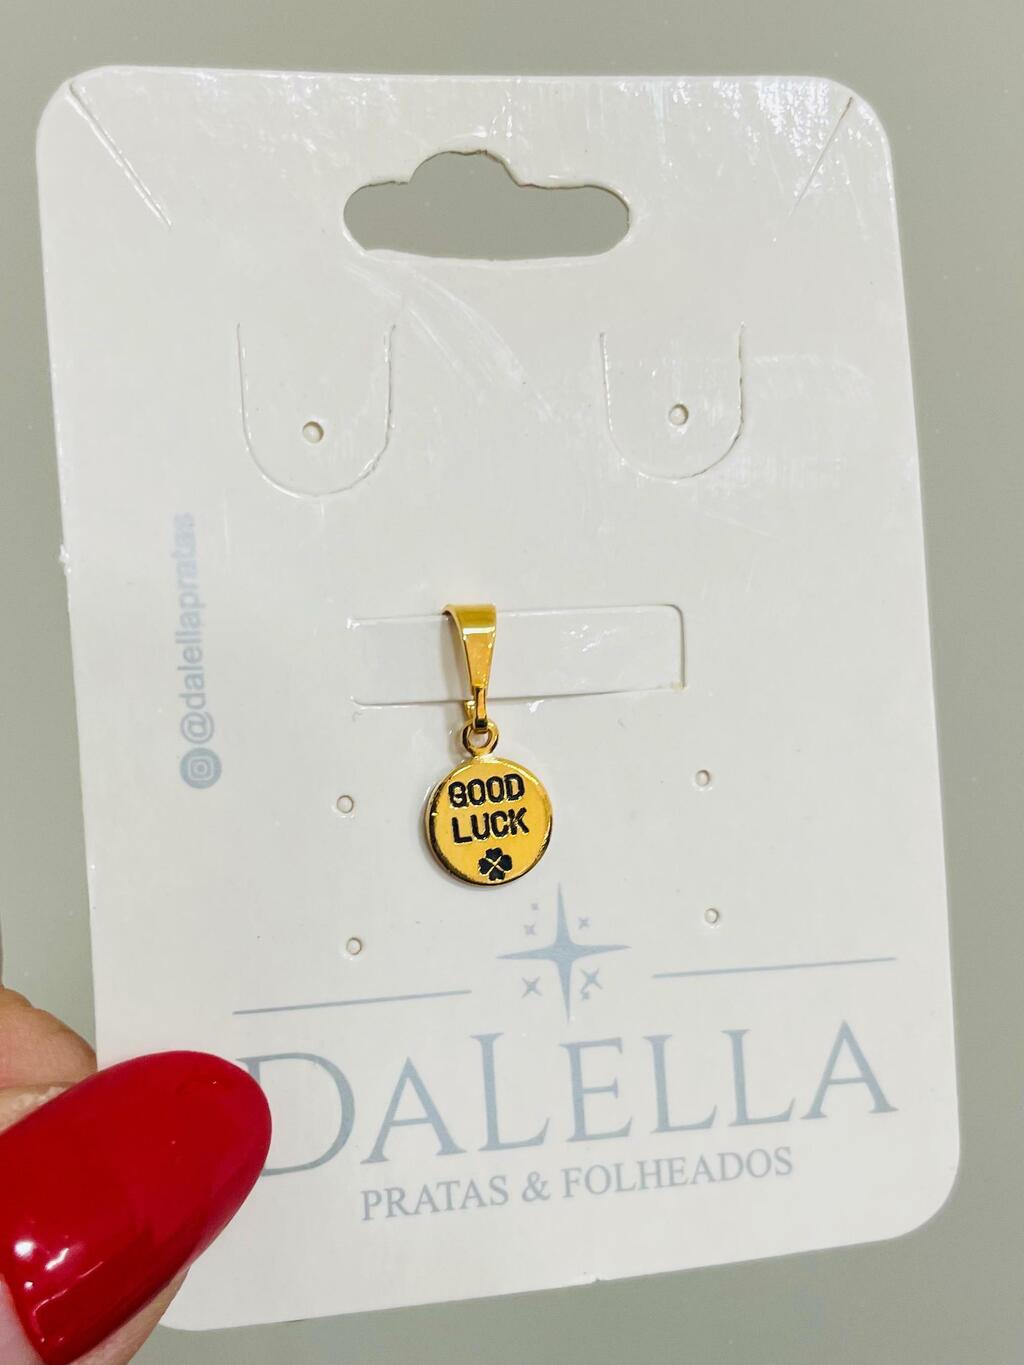 @dalellapratas
GOOD
LUCK
DALELLA
PRATAS & FOLHEADOS